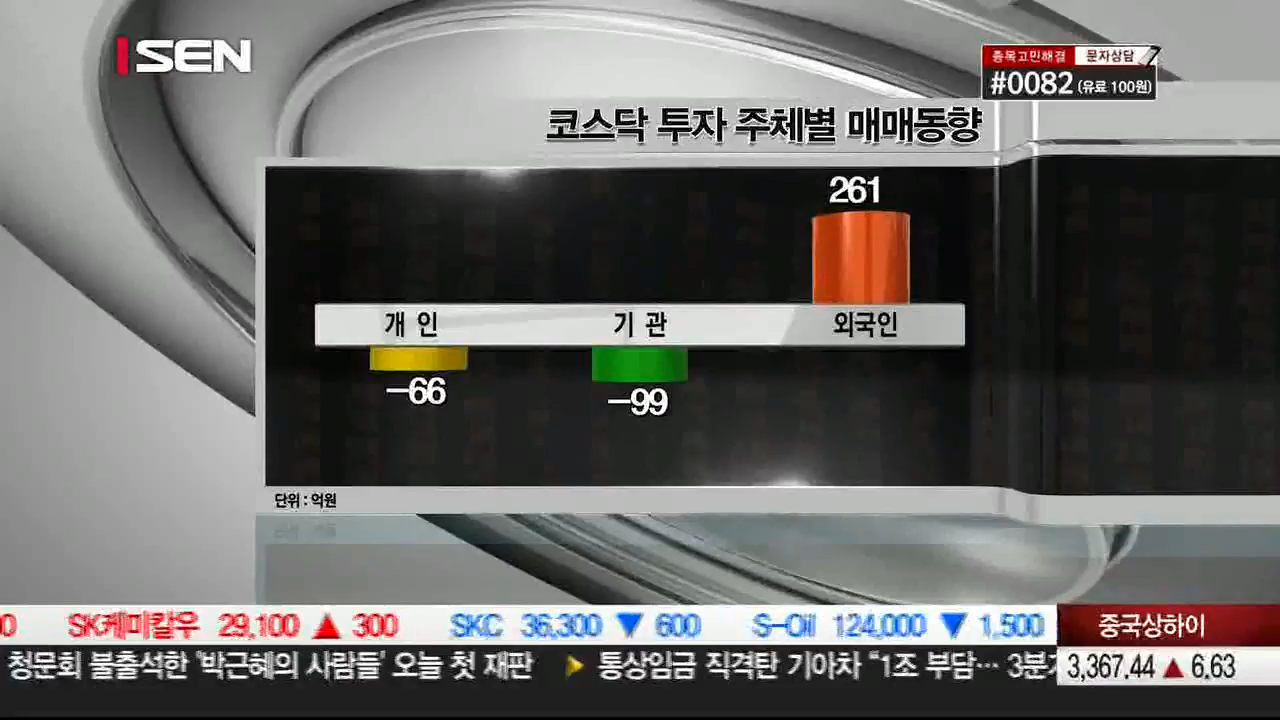 SEN
종목고민해결 문자상담
#0082 (유료 100원)
코스닥 투자 주체별 매매동향
261
개 인 기 관 외국인
-66
-99
단위 : 억원
0 SK케미칼우 29,100 ▲ 300 SKC 36,300 ▼ 600 S-Oil 124,000 ▼ 1,500 중국상하이
청문회 불출석한 '박근혜의 사람들' 오늘 첫 재판 ▶ 통상임금 직격탄 기아차 "1조 부담… 3분 3,367.44 ▲ 6.63